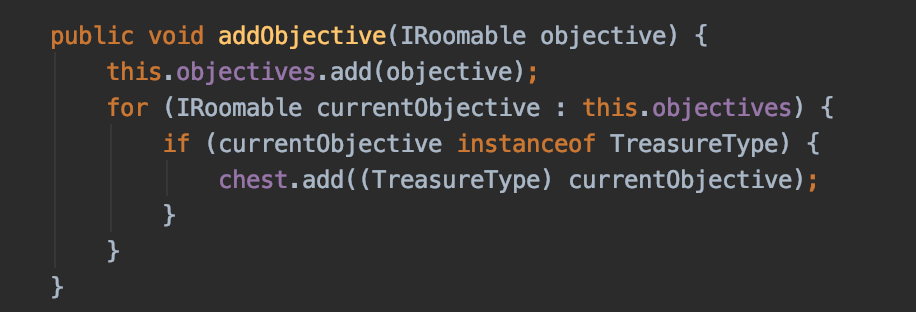 public void addObjective(IRoomable objective) {
    this.objectives.add(objective);
    for (IRoomable currentObjective : this.objectives) {
        if (currentObjective instanceof TreasureType) {
            chest.add((TreasureType) currentObjective);
        }
    }
}